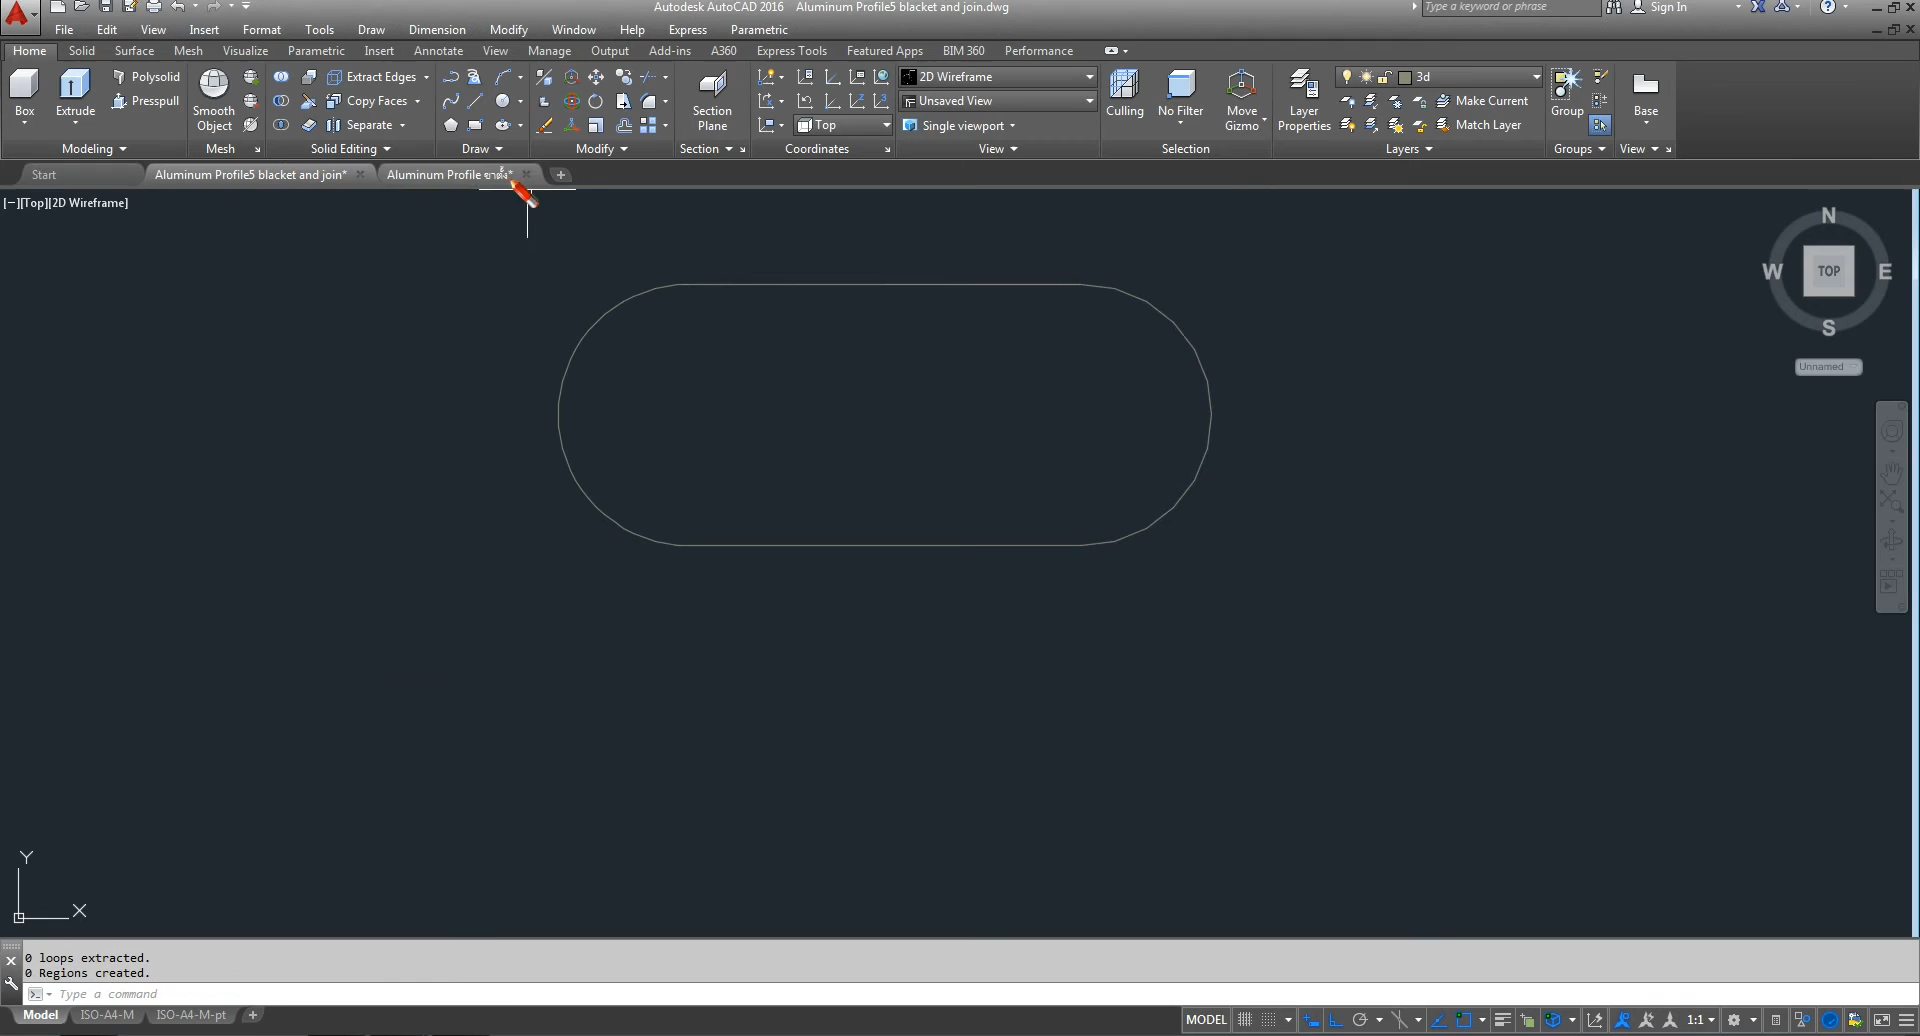 Autodesk AutoCAD 2016 Aluminum Profile5 blacket and join.dwg
Type a keyword or phrase
Sign In
File Edit View Insert Format Tools Draw Dimension Modify Window Help Express Parametric
Home Solid Surface Mesh Visualize Parametric Insert Annotate View Manage Output Add-ins A360 Express Tools Featured Apps BIM 360 Performance
Polysolid Extract Edges 2D Wireframe 3d
Presspull Copy Faces Unsaved View Make Current
Box Extrude Smooth Object Section Plane Culling No Filter Move Gizmo Layer Properties Group Base
Separate Top Single viewport Match Layer
Modeling Mesh Solid Editing Draw Modify Section Coordinates View Selection Layers Groups View
Start Aluminum Profile5 blacket and join* Aluminum Profile ขาตั้ง*
[−][Top][2D Wireframe]
N
W TOP E
S
Unnamed
Y
X
0 loops extracted.
0 Regions created.
Type a command
Model ISO-A4-M ISO-A4-M-pt
MODEL 1:1